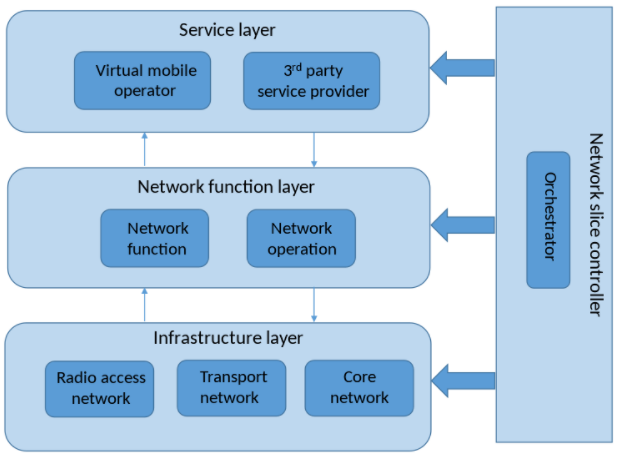 Service layer
Virtual mobile
operator
3rd party
service provider
Network function layer
Network
function
Network
operation
Infrastructure layer
Radio access
network
Transport
network
Core
network
Orchestrator
Network slice controller